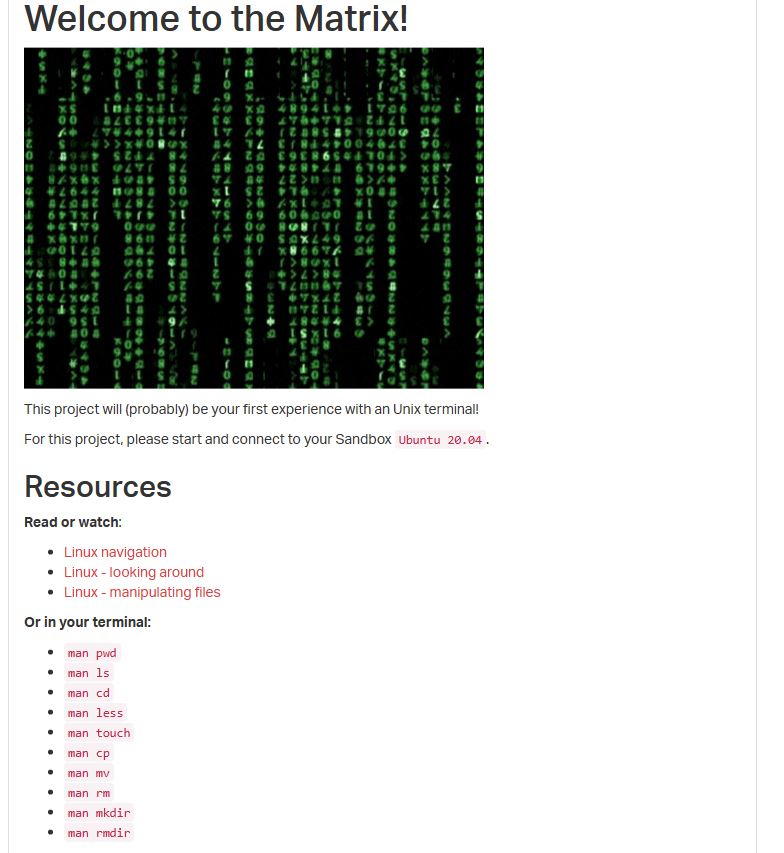 Welcome to the Matrix!
This project will (probably) be your first experience with an Unix terminal!
For this project, please start and connect to your Sandbox Ubuntu 20.04.
Resources
Read or watch:
Linux navigation
Linux - looking around
Linux - manipulating files
Or in your terminal:
man pwd
man ls
man cd
man less
man touch
man cp
man mv
man rm
man mkdir
man rmdir